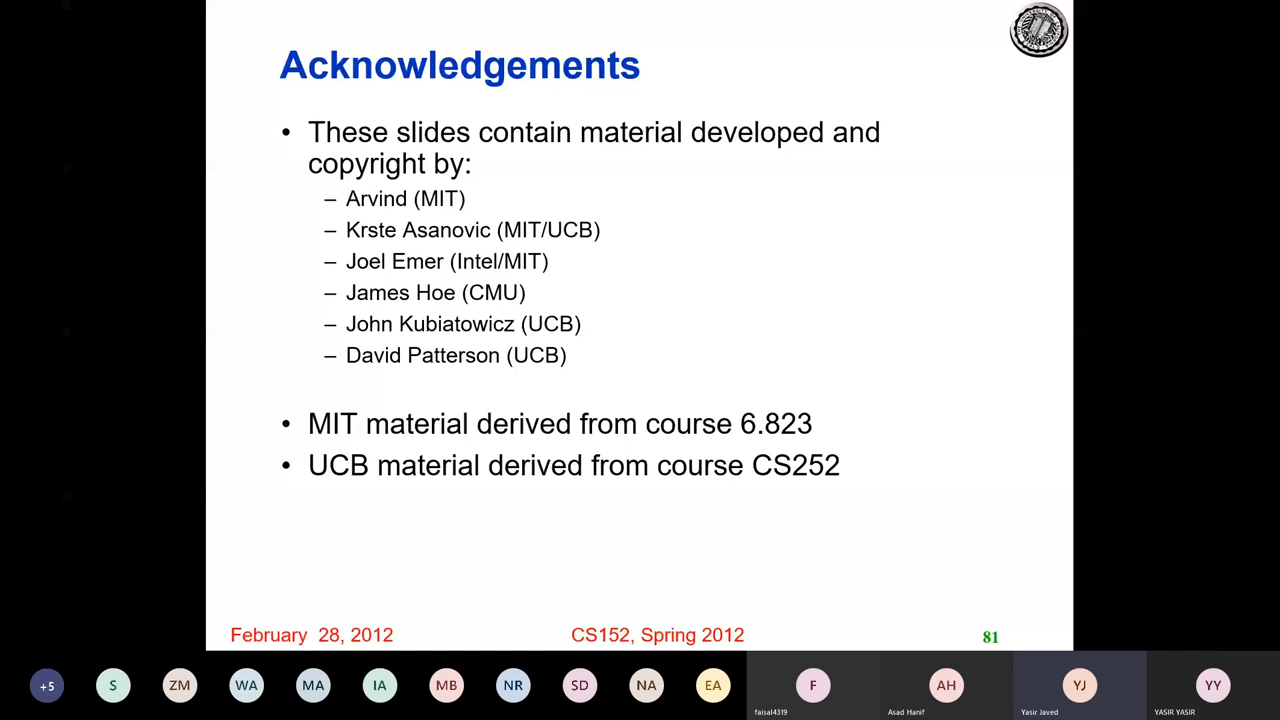 Acknowledgements
• These slides contain material developed and
copyright by:
– Arvind (MIT)
– Krste Asanovic (MIT/UCB)
– Joel Emer (Intel/MIT)
– James Hoe (CMU)
– John Kubiatowicz (UCB)
– David Patterson (UCB)
• MIT material derived from course 6.823
• UCB material derived from course CS252
February 28, 2012 CS152, Spring 2012 81
+5 S ZM WA MA IA MB NR SD NA EA F AH YJ YY
faisal4319 Asad Hanif Yasir Javed YASIR YASIR